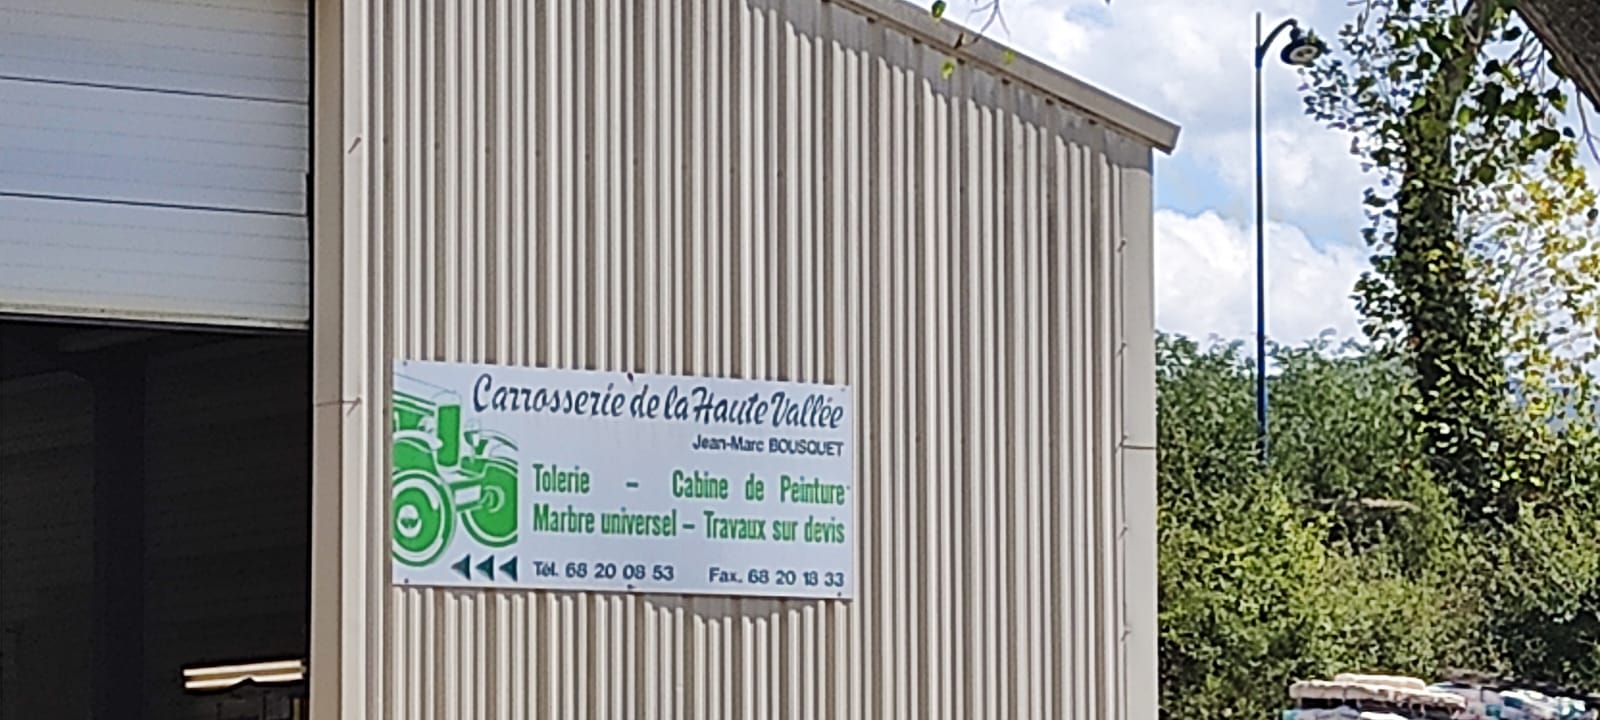 Carrosserie de la Haute Vallée
Jean-Marc BOUSQUET
Tolerie – Cabine de Peinture
Marbre universel – Travaux sur devis
Tél. 68 20 08 53 Fax. 68 20 18 33